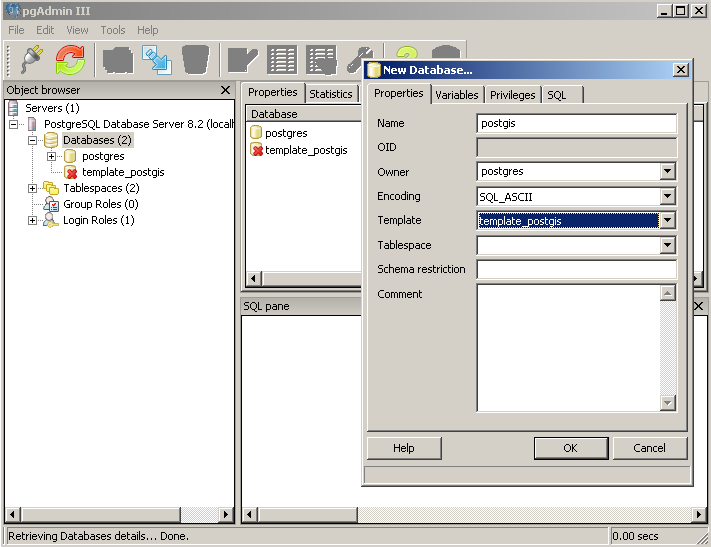 pgAdmin III
File Edit View Tools Help
Object browser
Servers (1)
PostgreSQL Database Server 8.2 (localh
Databases (2)
postgres
template_postgis
Tablespaces (2)
Group Roles (0)
Login Roles (1)
Properties Statistics
Database
postgres
template_postgis
SQL pane
New Database...
Properties Variables Privileges SQL
Name postgis
OID
Owner postgres
Encoding SQL_ASCII
Template template_postgis
Tablespace
Schema restriction
Comment
Help OK Cancel
Retrieving Databases details... Done. 0.00 secs